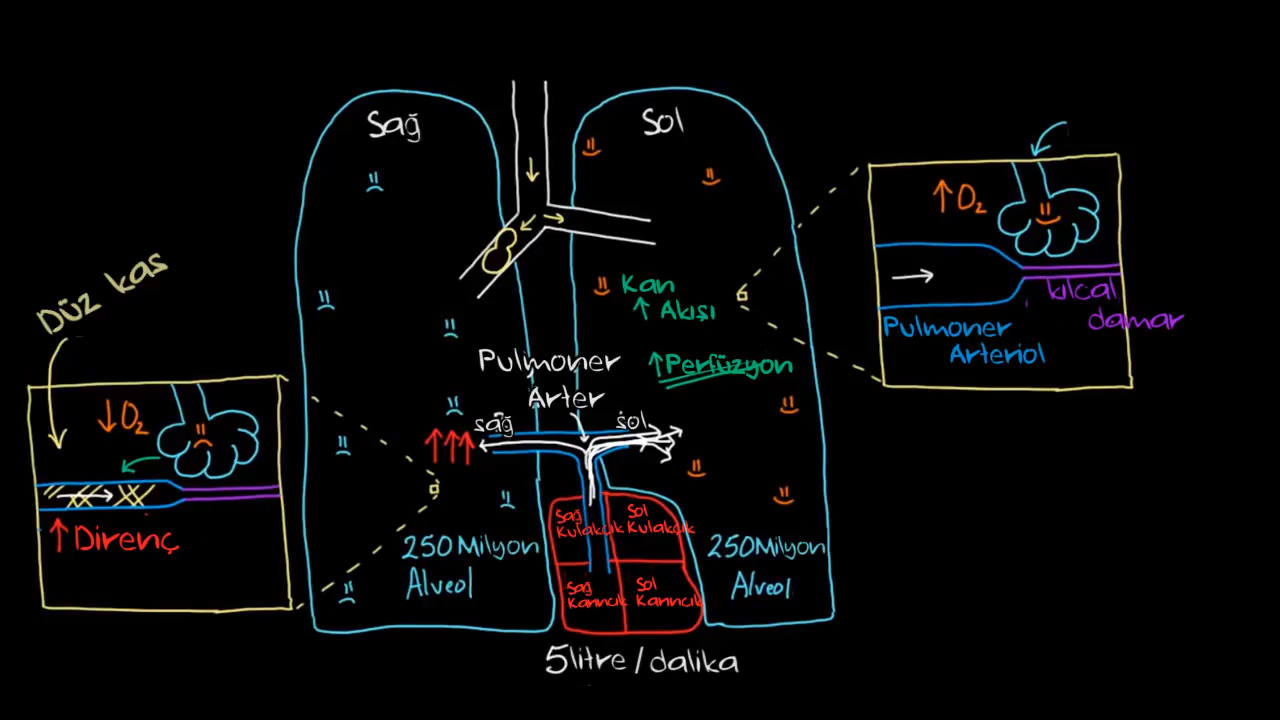 Sağ
Sol
Düz kas
↑O₂
Kan
↑ Akışı
kılcal
damar
Pulmoner
Arteriol
Pulmoner
Arter
↑Perfüzyon
↓O₂
sağ
sol
↑↑↑
↑Direnç
Sağ
Kulakçık
Sol
Kulakçık
250 Milyon
Alveol
250 Milyon
Alveol
Sağ
Karıncık
Sol
Karıncık
5 litre/dalika